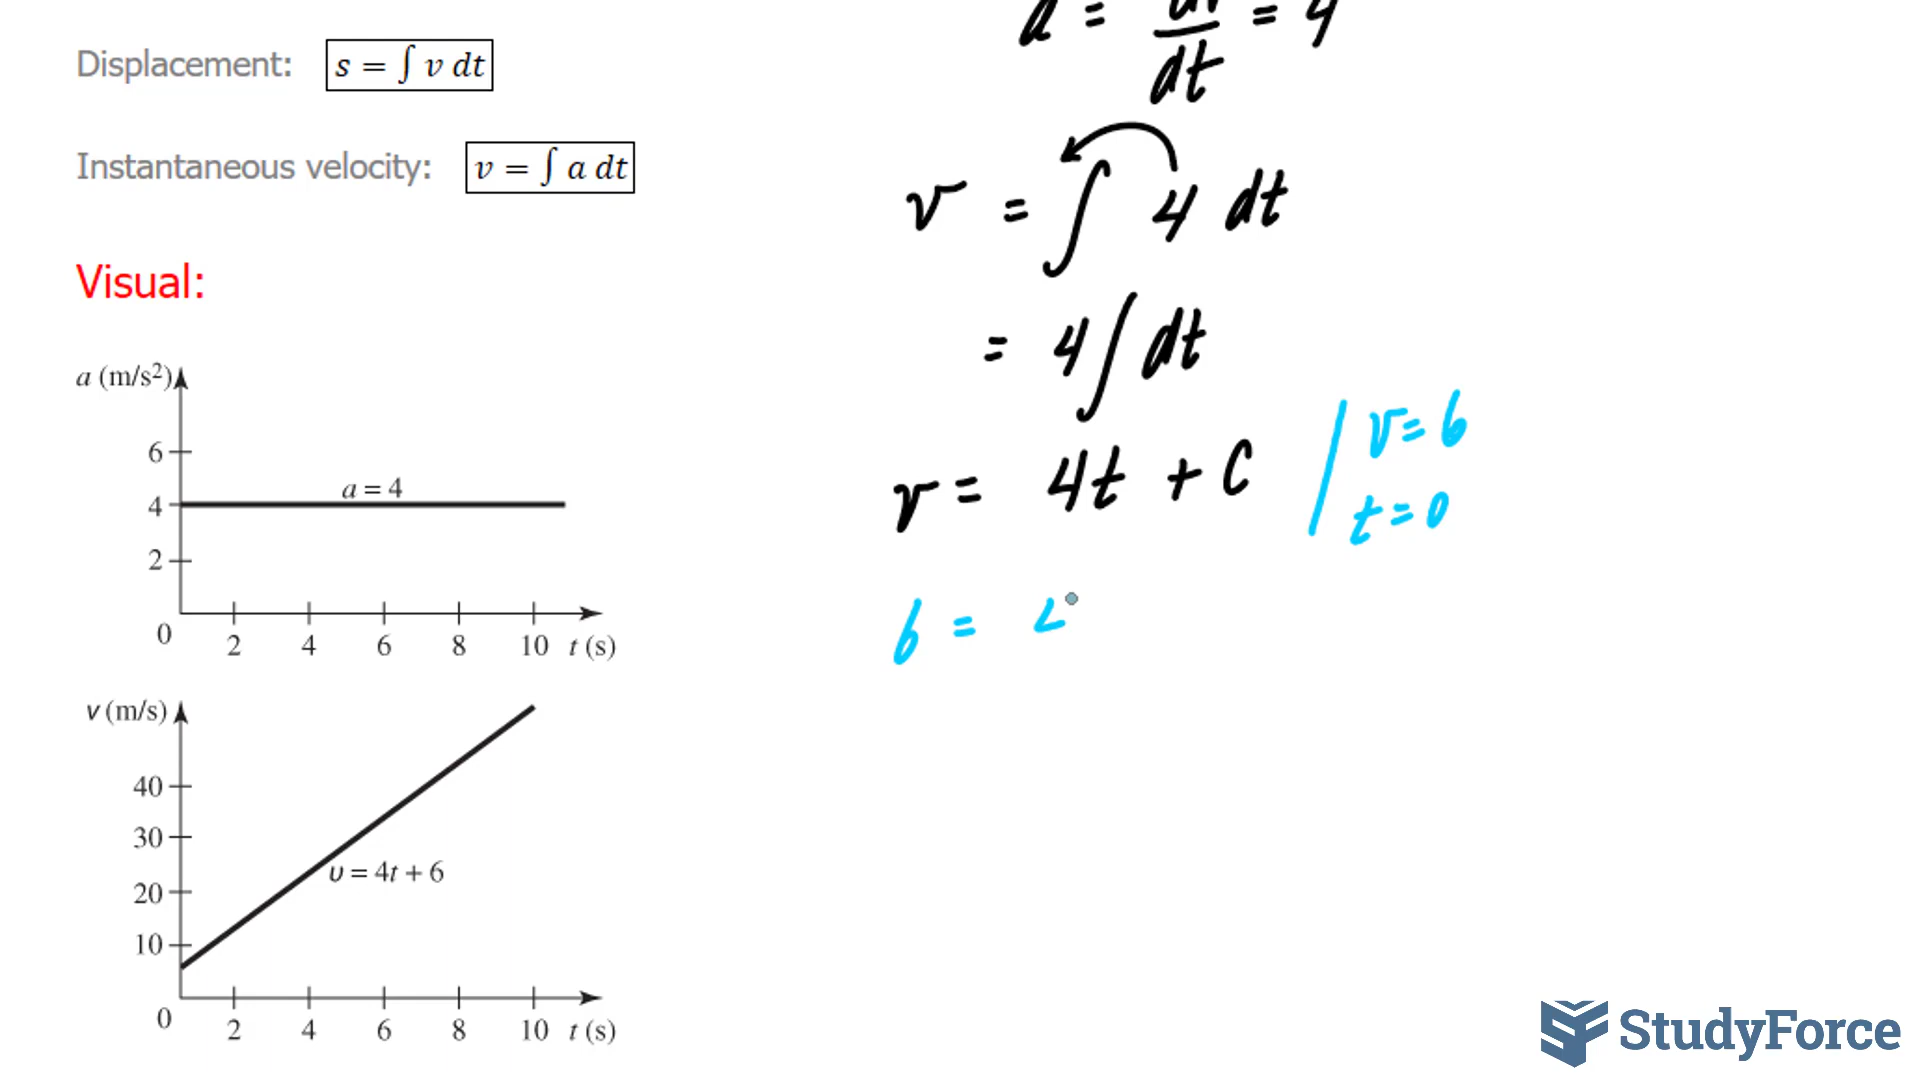 Displacement: s = ∫ v dt
Instantaneous velocity: v = ∫ a dt
Visual:
a (m/s²)
6
4
2
0
a = 4
2 4 6 8 10 t (s)
v (m/s)
40
30
20
10
0
υ = 4t + 6
2 4 6 8 10 t (s)
a = dv/dt = 4
v = ∫ 4 dt
= 4 ∫ dt
v = 4t + C
v = 6
t = 0
6 =
StudyForce